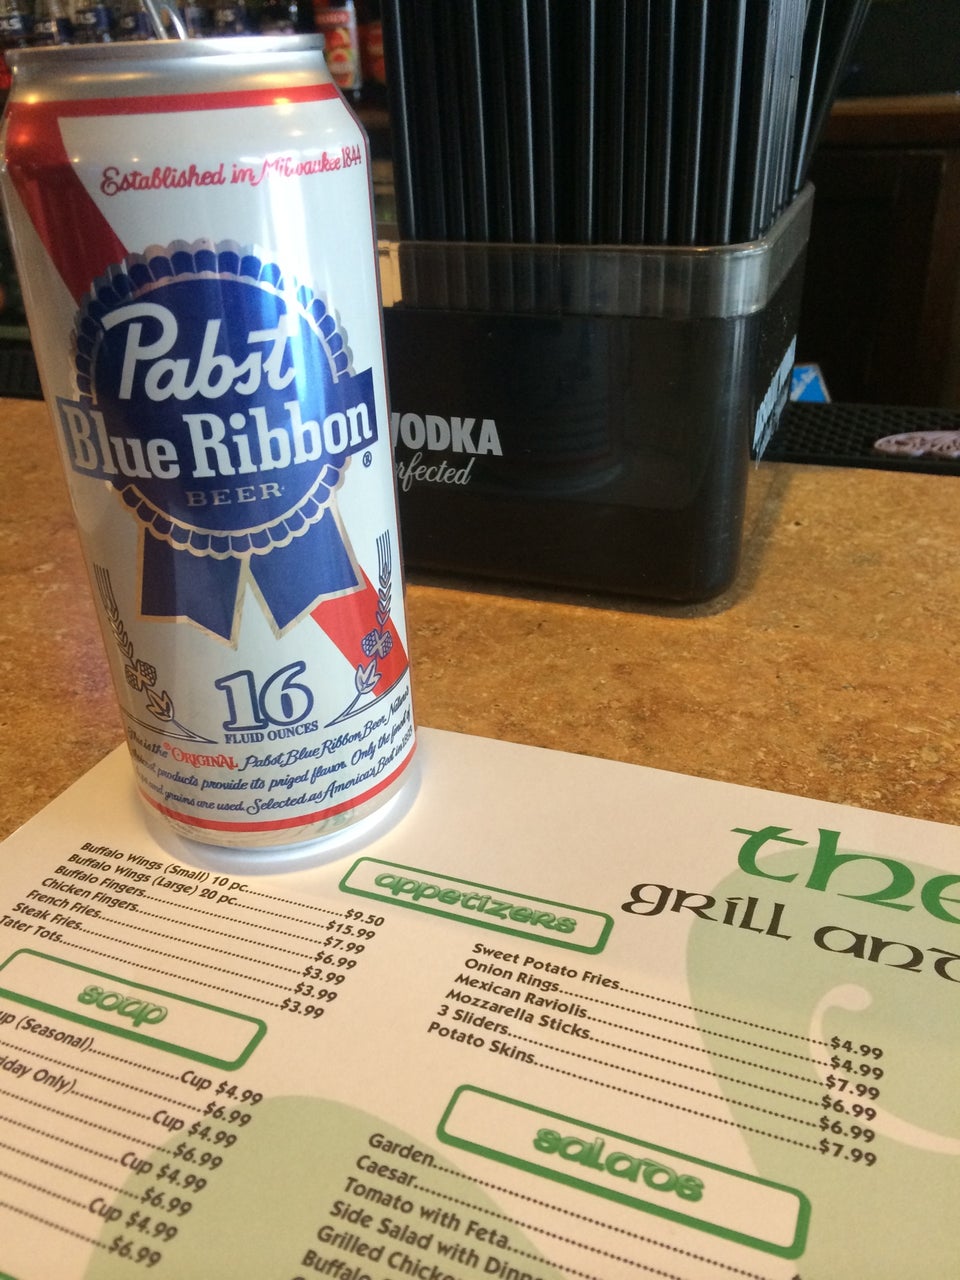 Established in Milwaukee 1844
Pabst
Blue Ribbon
®
BEER
16
FLUID OUNCES
This is the ORIGINAL Pabst Blue Ribbon Beer.
products provide its prized flavor. Only the finest of
and grains are used. Selected as America's Best in 1893
VODKA
the
grill and
appetizers
Buffalo Wings (Small) 10 pc. $9.50
Buffalo Wings (Large) 20 pc. $15.99
Buffalo Fingers $7.99
Chicken Fingers $6.99
French Fries $3.99
Steak Fries $3.99
Tater Tots $3.99
Sweet Potato Fries $4.99
Onion Rings $4.99
Mexican Raviolis $7.99
Mozzarella Sticks $6.99
3 Sliders $6.99
Potato Skins $7.99
soup
(Seasonal) Cup $4.99
$6.99
Only) Cup $4.99
$6.99
Cup $4.99
$6.99
Cup $4.99
$6.99
salads
Garden
Caesar
Tomato with Feta
Side Salad with
Grilled
Buffalo